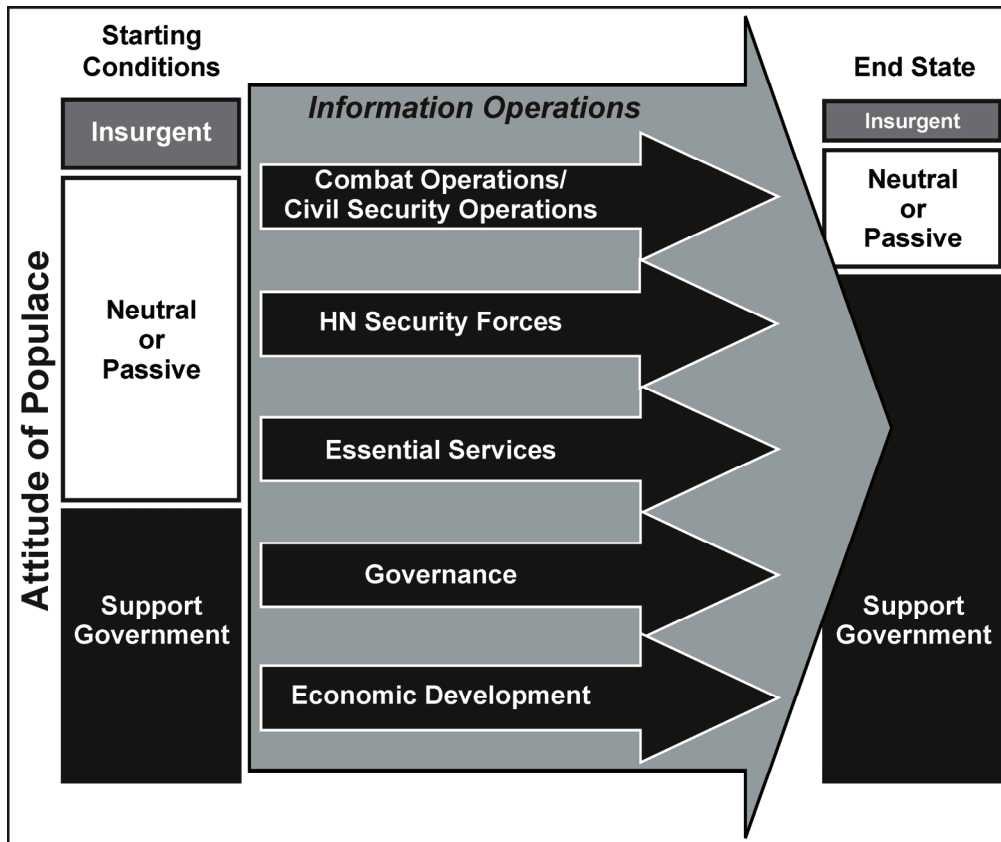 Starting
Conditions
End State
Attitude of Populace
Insurgent
Neutral
or
Passive
Support
Government
Information Operations
Combat Operations/
Civil Security Operations
HN Security Forces
Essential Services
Governance
Economic Development
Insurgent
Neutral
or
Passive
Support
Government